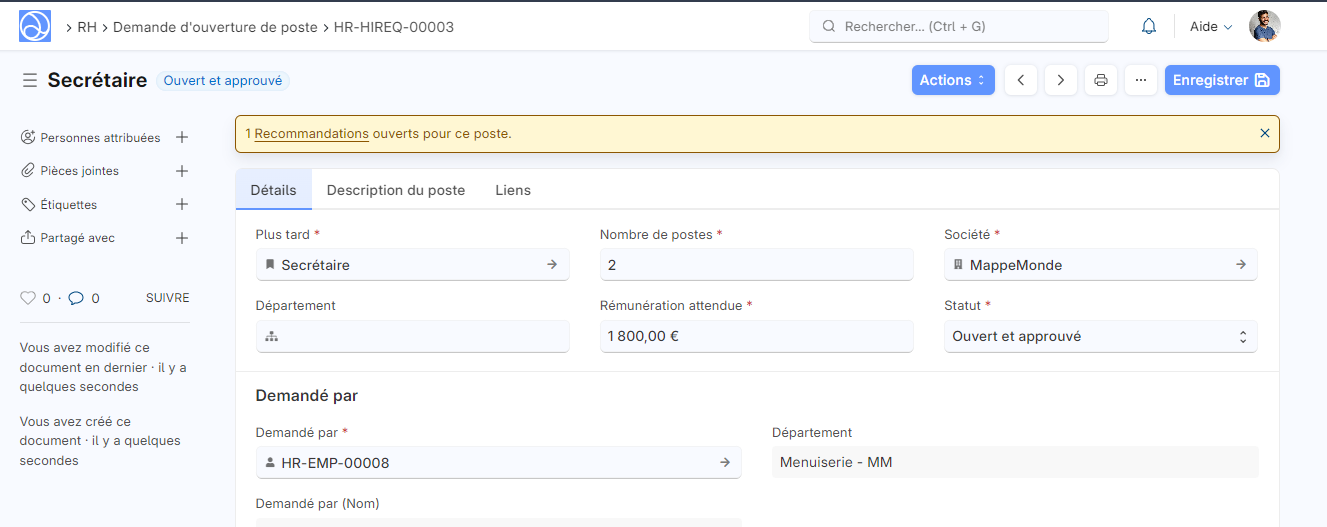 RH > Demande d'ouverture de poste > HR-HIREQ-00003
Rechercher... (Ctrl + G)
Aide
Secrétaire
Ouvert et approuvé
Actions
Enregistrer
Personnes attribuées
Pièces jointes
Étiquettes
Partagé avec
0 · 0 SUIVRE
Vous avez modifié ce
document en dernier · il y a
quelques secondes
Vous avez créé ce
document · il y a quelques
secondes
1 Recommandations ouverts pour ce poste.
Détails Description du poste Liens
Plus tard * Nombre de postes * Société *
Secrétaire 2 MappeMonde
Département Rémunération attendue * Statut *
1 800,00 € Ouvert et approuvé
Demandé par
Demandé par * Département
HR-EMP-00008 Menuiserie - MM
Demandé par (Nom)